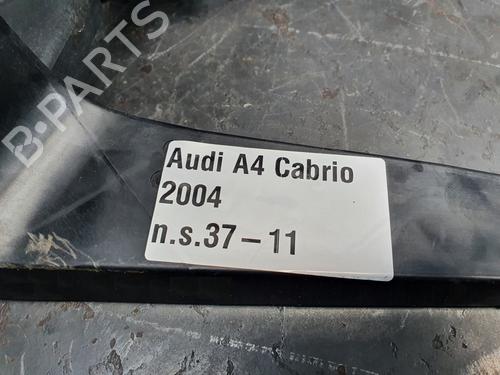 B-PARTS
Audi A4 Cabrio
2004
n.s.37-11